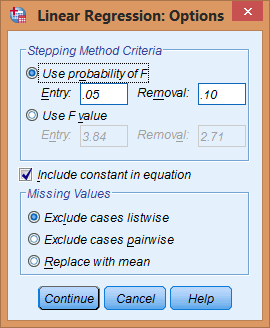 Linear Regression: Options
Stepping Method Criteria
Use probability of F
Entry: .05 Removal: .10
Use F value
Entry: 3.84 Removal: 2.71
Include constant in equation
Missing Values
Exclude cases listwise
Exclude cases pairwise
Replace with mean
Continue Cancel Help